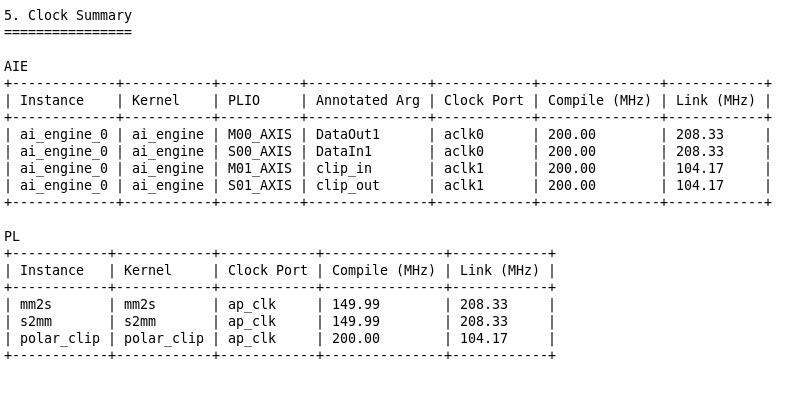 5. Clock Summary
================
AIE
+-------------+-----------+----------+---------------+------------+---------------+------------+
| Instance    | Kernel    | PLIO     | Annotated Arg | Clock Port | Compile (MHz) | Link (MHz) |
+-------------+-----------+----------+---------------+------------+---------------+------------+
| ai_engine_0 | ai_engine | M00_AXIS | DataOut1      | aclk0      | 200.00        | 208.33     |
| ai_engine_0 | ai_engine | S00_AXIS | DataIn1       | aclk0      | 200.00        | 208.33     |
| ai_engine_0 | ai_engine | M01_AXIS | clip_in       | aclk1      | 200.00        | 104.17     |
| ai_engine_0 | ai_engine | S01_AXIS | clip_out      | aclk1      | 200.00        | 104.17     |
+-------------+-----------+----------+---------------+------------+---------------+------------+
PL
+------------+------------+------------+---------------+------------+
| Instance   | Kernel     | Clock Port | Compile (MHz) | Link (MHz) |
+------------+------------+------------+---------------+------------+
| mm2s       | mm2s       | ap_clk     | 149.99        | 208.33     |
| s2mm       | s2mm       | ap_clk     | 149.99        | 208.33     |
| polar_clip | polar_clip | ap_clk     | 200.00        | 104.17     |
+------------+------------+------------+---------------+------------+